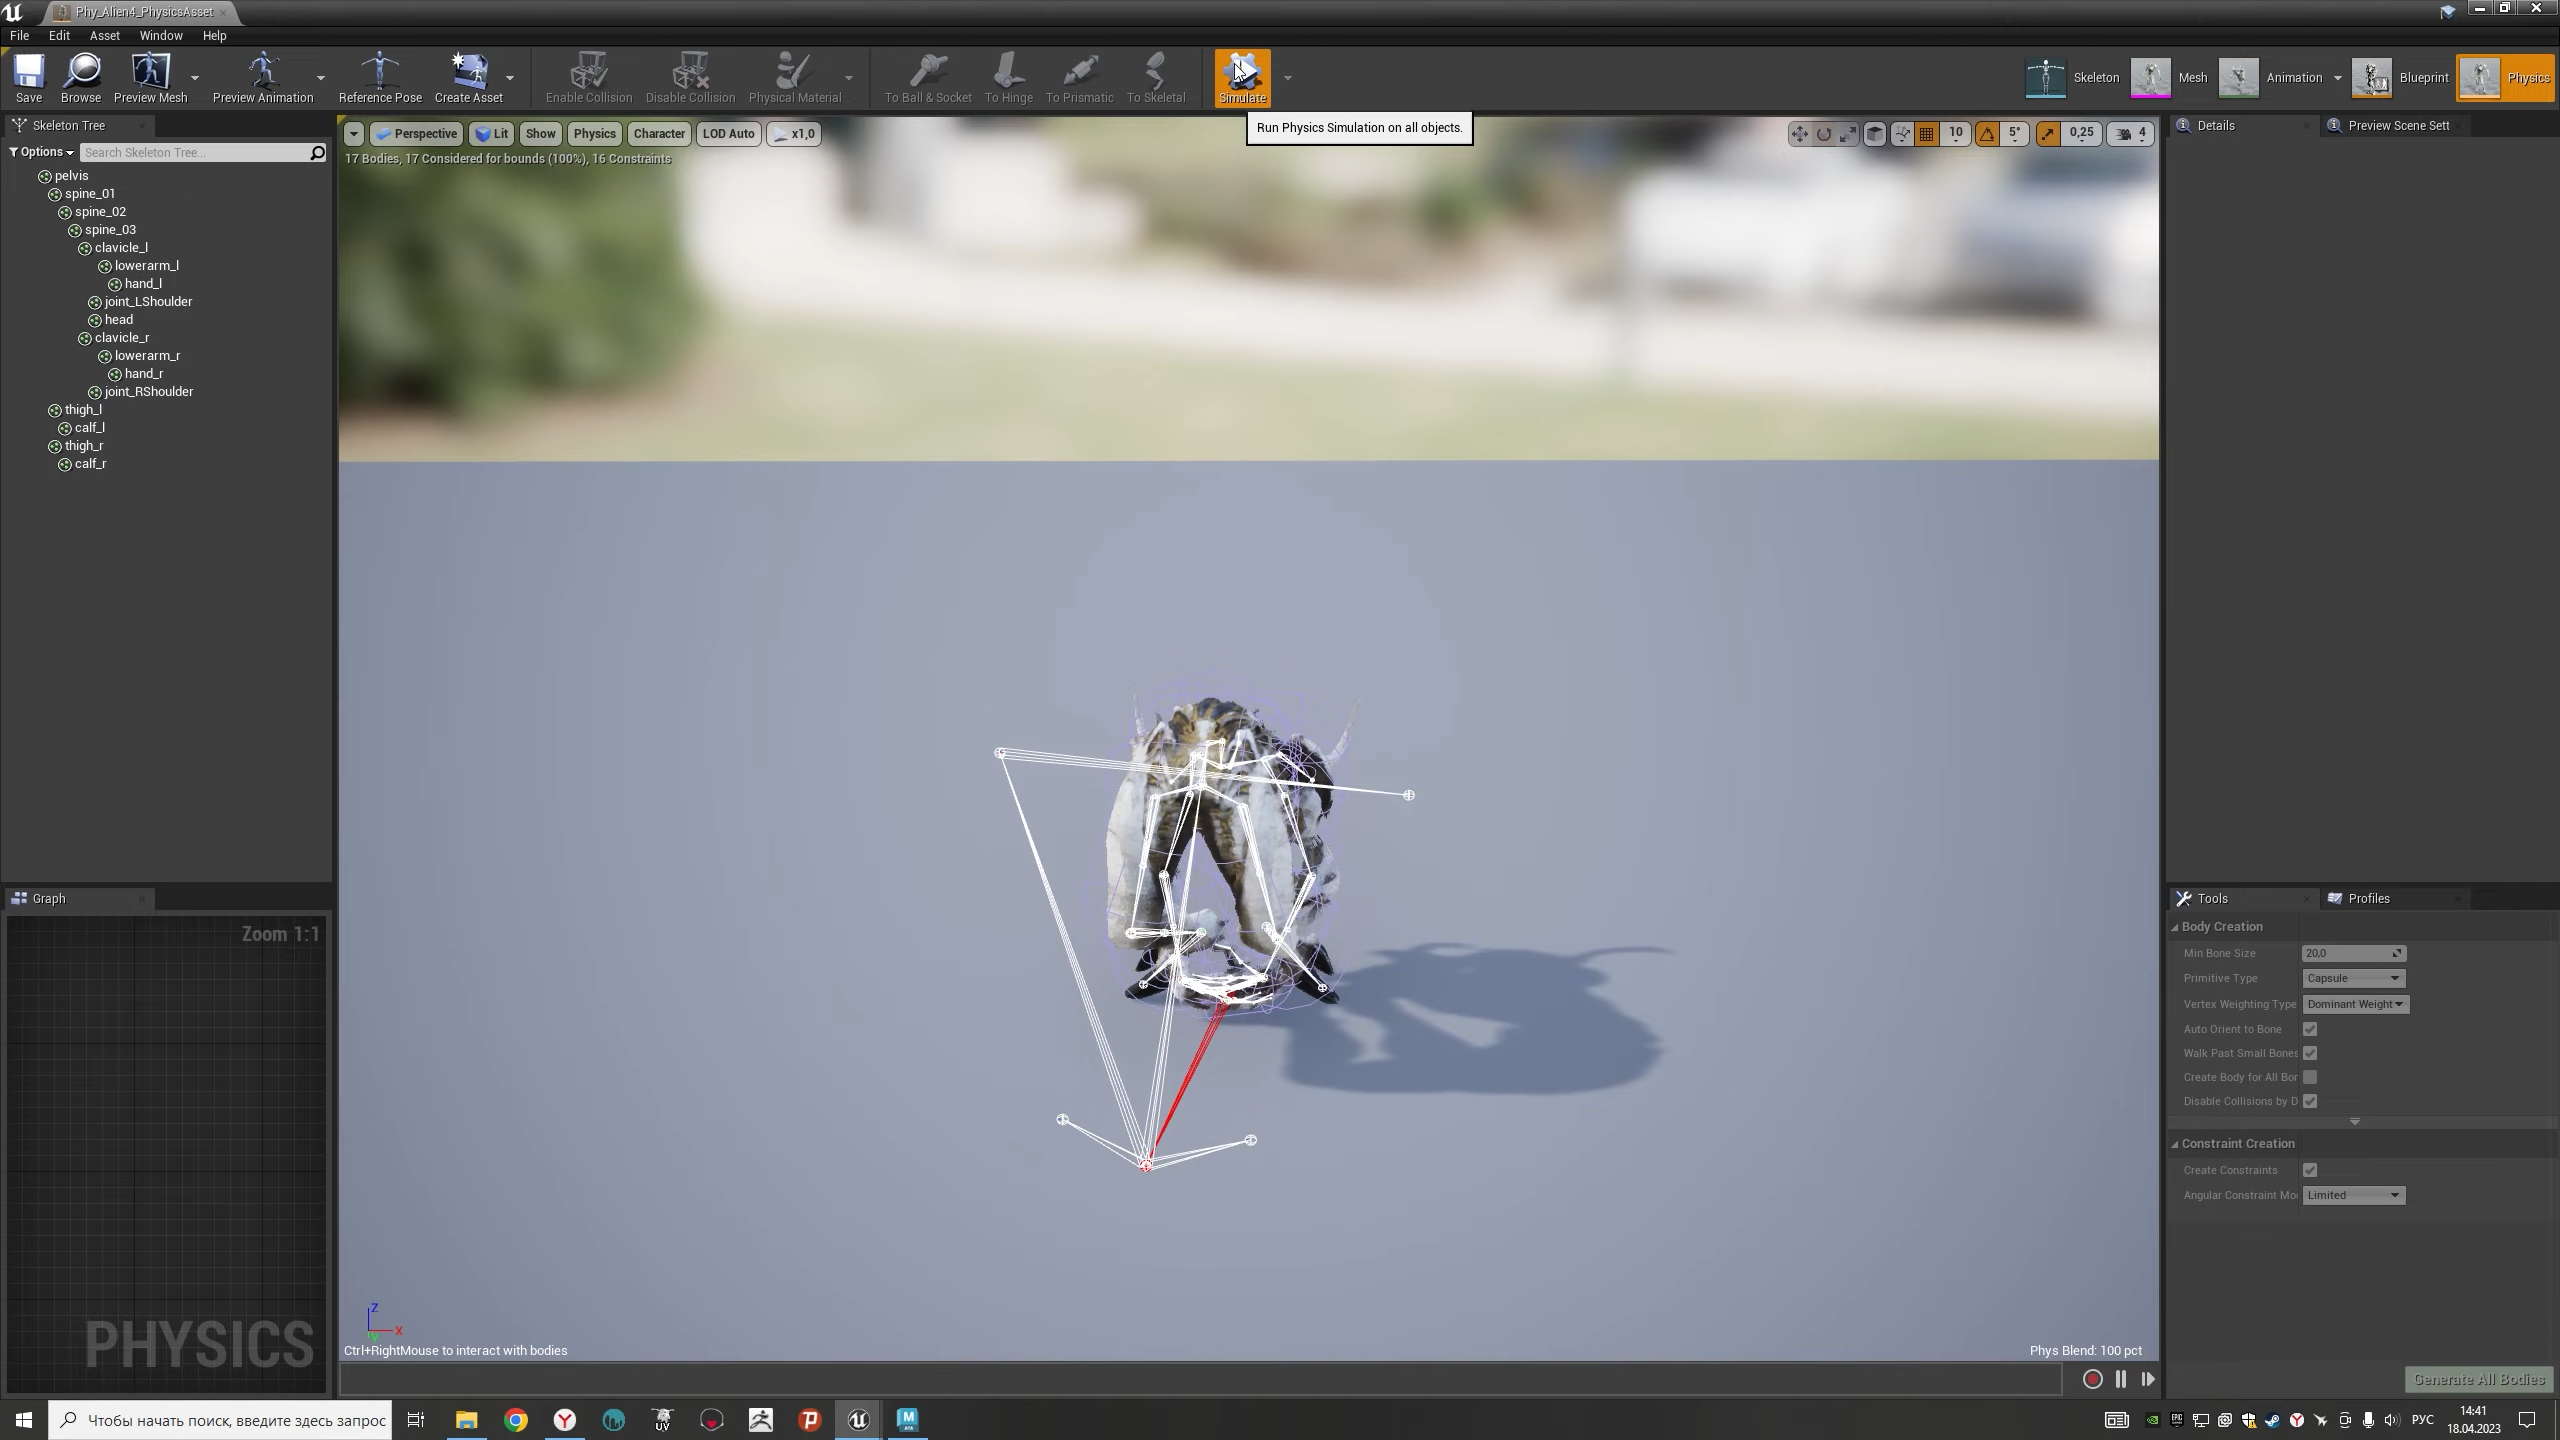 Phy_Alien4_PhysicsAsset
File Edit Asset Window Help
Save Browse Preview Mesh Preview Animation Reference Pose Create Asset Enable Collision Disable Collision Physical Material To Ball & Socket To Hinge To Prismatic To Skeletal Simulate Skeleton Mesh Animation Blueprint Physics
Run Physics Simulation on all objects.
Skeleton Tree
Options Search Skeleton Tree...
pelvis
spine_01
spine_02
spine_03
clavicle_l
lowerarm_l
hand_l
joint_LShoulder
head
clavicle_r
lowerarm_r
hand_r
joint_RShoulder
thigh_l
calf_l
thigh_r
calf_r
Graph
Zoom 1:1
PHYSICS
Perspective Lit Show Physics Character LOD Auto x1,0 10 5° 0,25 4
17 Bodies, 17 Considered for bounds (100%), 16 Constraints
Z
X
Y
Ctrl+RightMouse to interact with bodies
Phys Blend: 100 pct
Details Preview Scene Sett
Tools Profiles
Body Creation
Min Bone Size 20,0
Primitive Type Capsule
Vertex Weighting Type Dominant Weight
Auto Orient to Bone
Walk Past Small Bones
Create Body for All Bor
Disable Collisions by D
Constraint Creation
Create Constraints
Angular Constraint Mo Limited
Generate All Bodies
Чтобы начать поиск, введите здесь запрос
UV
M
РУС
14:41
18.04.2023